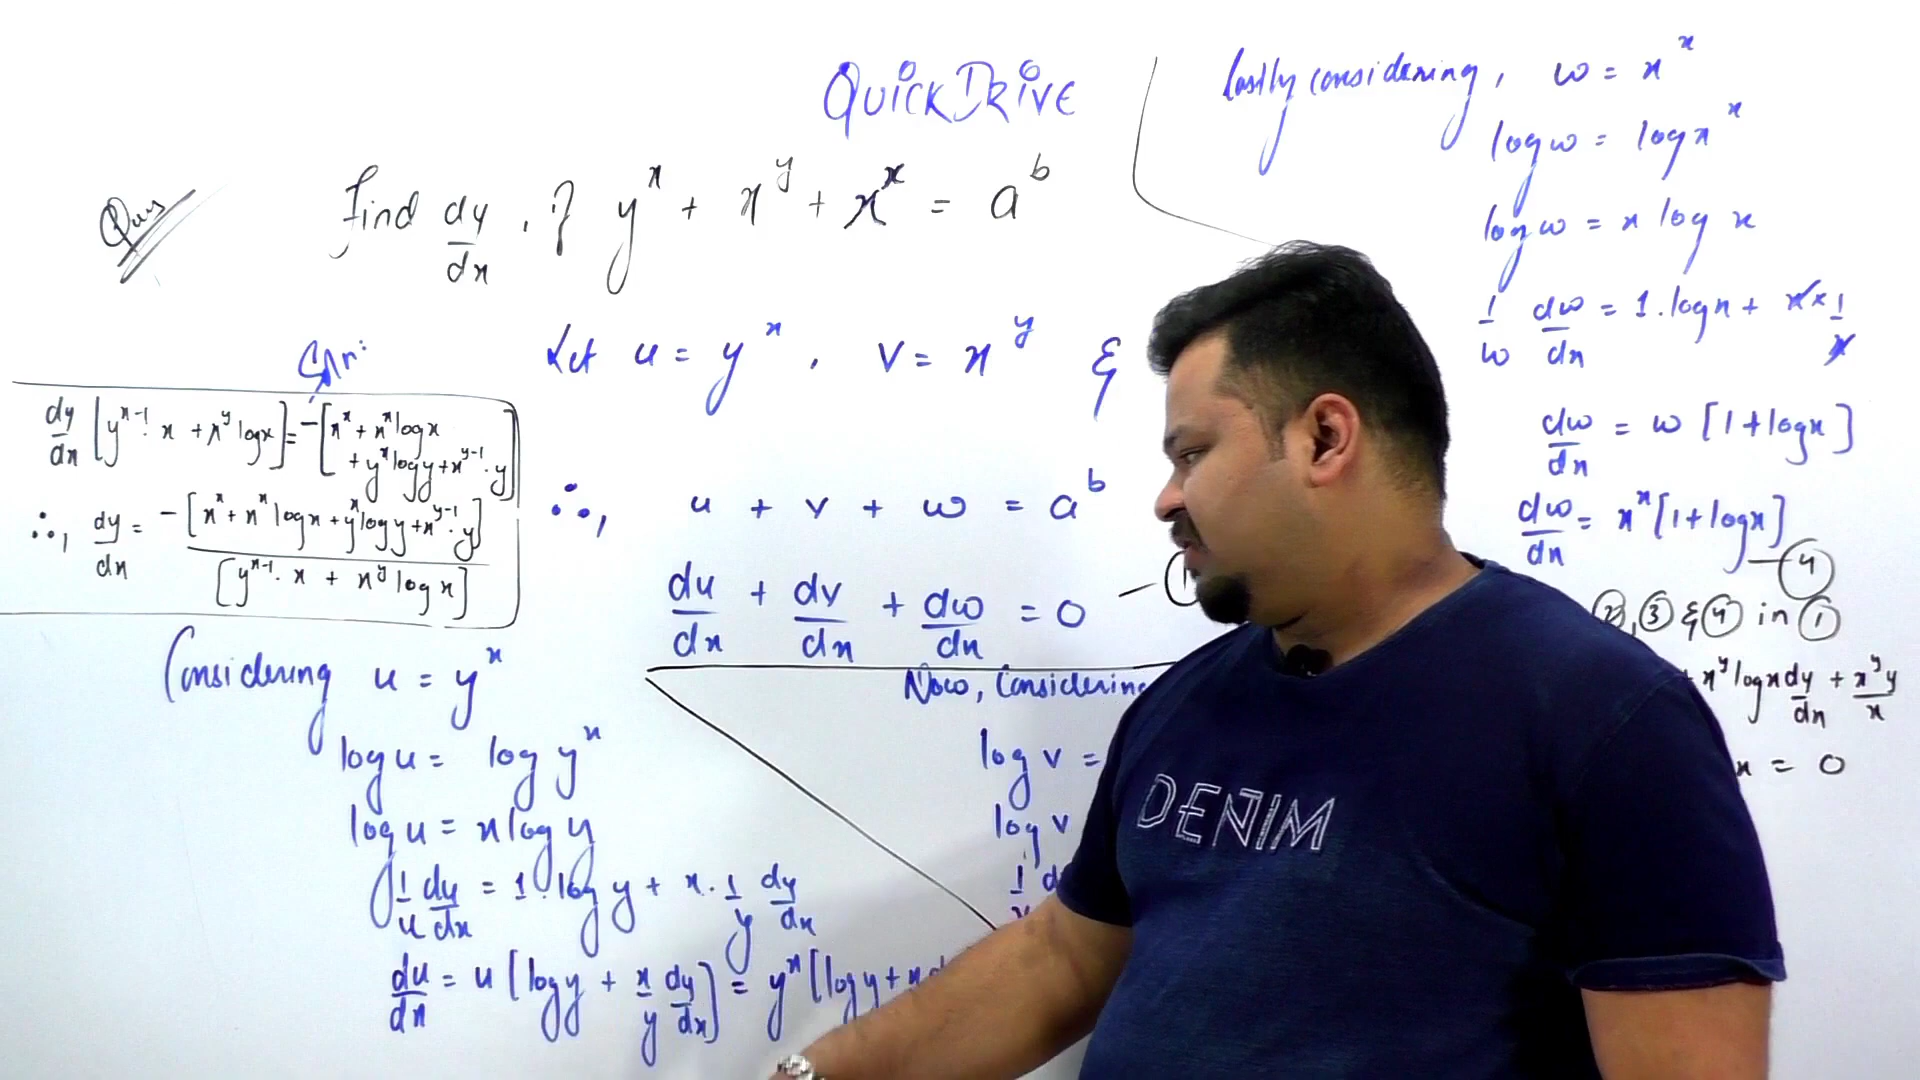 QUICKDRIVE
Ques
Find dy/dx, if y^x + x^y + x^x = a^b
Soln:
Let u = y^x, v = x^y &
∴, u + v + w = a^b
du/dx + dv/dx + dw/dx = 0 — ①
dy/dx [y^(x-1) · x + x^y log x] = -[x^x + x^x log x + y^x log y + x^(y-1) · y]
∴, dy/dx = -[x^x + x^x log x + y^x log y + x^(y-1) · y] / [y^(x-1) · x + x^y log x]
Considering u = y^x
log u = log y^x
log u = x log y
1/u dy/dx = 1 · log y + x · 1/y dy/dx
du/dx = u [log y + x/y dy/dx] = y^x [log y + x
Now, Considering
log v =
log v
1/v d
Lastly considering, w = x^x
log w = log x^x
log w = x log x
1/w dw/dx = 1 · log x + x × 1/x
dw/dx = w [1 + log x]
dw/dx = x^x [1 + log x] — ④
②, ③ & ④ in ①
+ x^y log x dy/dx + x^y y/x
x = 0
DENIM